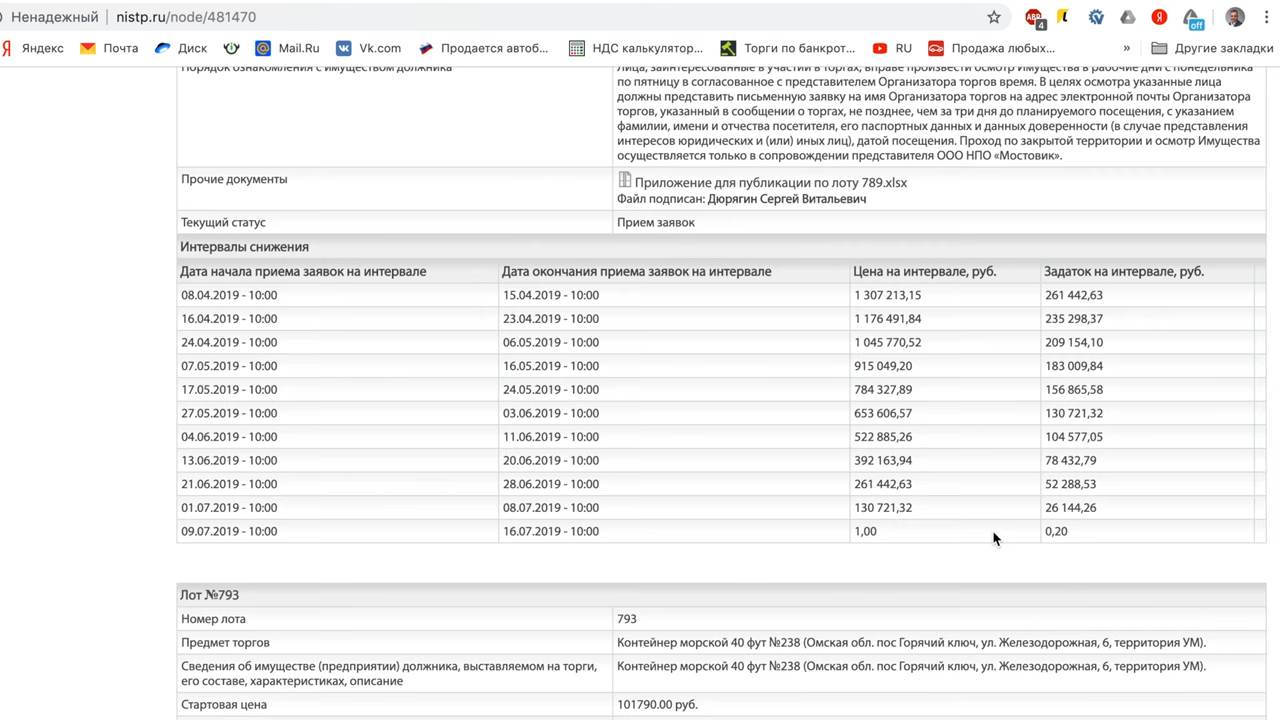 Ненадежный nistp.ru/node/481470
ABP 4 off
Яндекс Почта Диск Mail.Ru Vk.com Продается автоб... НДС калькулятор... Торги по банкрот... RU Продажа любых... » Другие закладки
Порядок ознакомления с имуществом должника Лица, заинтересованные в участии в торгах, вправе произвести осмотр Имущества в рабочие дни с понедельника
по пятницу в согласованное с представителем Организатора торгов время. В целях осмотра указанные лица
должны представить письменную заявку на имя Организатора торгов на адрес электронной почты Организатора
торгов, указанный в сообщении о торгах, не позднее, чем за три дня до планируемого посещения, с указанием
фамилии, имени и отчества посетителя, его паспортных данных и данных доверенности (в случае представления
интересов юридических и (или) иных лиц), датой посещения. Проход по закрытой территории и осмотр Имущества
осуществляется только в сопровождении представителя ООО НПО «Мостовик».
Прочие документы Приложение для публикации по лоту 789.xlsx
Файл подписан: Дюрягин Сергей Витальевич
Текущий статус Прием заявок
Интервалы снижения
Дата начала приема заявок на интервале Дата окончания приема заявок на интервале Цена на интервале, руб. Задаток на интервале, руб.
08.04.2019 - 10:00 15.04.2019 - 10:00 1 307 213,15 261 442,63
16.04.2019 - 10:00 23.04.2019 - 10:00 1 176 491,84 235 298,37
24.04.2019 - 10:00 06.05.2019 - 10:00 1 045 770,52 209 154,10
07.05.2019 - 10:00 16.05.2019 - 10:00 915 049,20 183 009,84
17.05.2019 - 10:00 24.05.2019 - 10:00 784 327,89 156 865,58
27.05.2019 - 10:00 03.06.2019 - 10:00 653 606,57 130 721,32
04.06.2019 - 10:00 11.06.2019 - 10:00 522 885,26 104 577,05
13.06.2019 - 10:00 20.06.2019 - 10:00 392 163,94 78 432,79
21.06.2019 - 10:00 28.06.2019 - 10:00 261 442,63 52 288,53
01.07.2019 - 10:00 08.07.2019 - 10:00 130 721,32 26 144,26
09.07.2019 - 10:00 16.07.2019 - 10:00 1,00 0,20
Лот №793
Номер лота 793
Предмет торгов Контейнер морской 40 фут №238 (Омская обл. пос Горячий ключ, ул. Железодорожная, 6, территория УМ).
Сведения об имуществе (предприятии) должника, выставляемом на торги, Контейнер морской 40 фут №238 (Омская обл. пос Горячий ключ, ул. Железодорожная, 6, территория УМ).
его составе, характеристиках, описание
Стартовая цена 101790.00 руб.